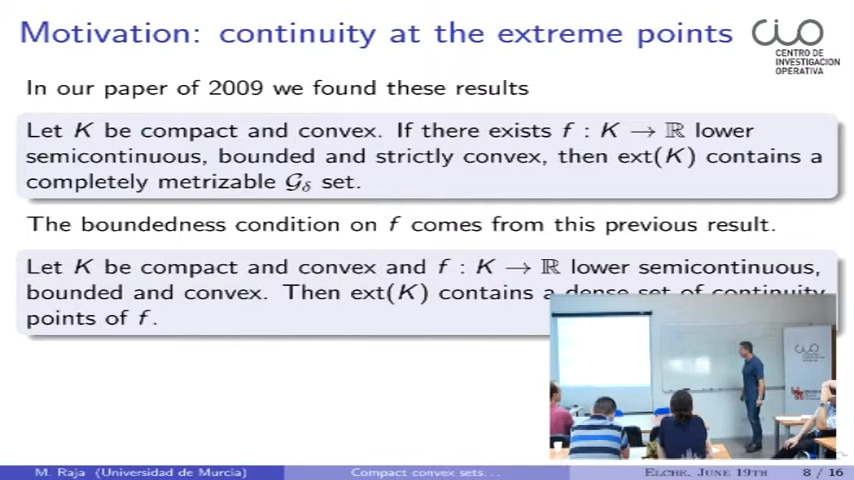 Motivation: continuity at the extreme points
CIO
CENTRO DE
INVESTIGACION
OPERATIVA
In our paper of 2009 we found these results
Let K be compact and convex. If there exists f : K → ℝ lower
semicontinuous, bounded and strictly convex, then ext(K) contains a
completely metrizable 𝒢δ set.
The boundedness condition on f comes from this previous result.
Let K be compact and convex and f : K → ℝ lower semicontinuous,
bounded and convex. Then ext(K) contains a dense set of continuity
points of f.
M. Raja (Universidad de Murcia)
Compact convex sets...
Elche, June 19th
8 / 16